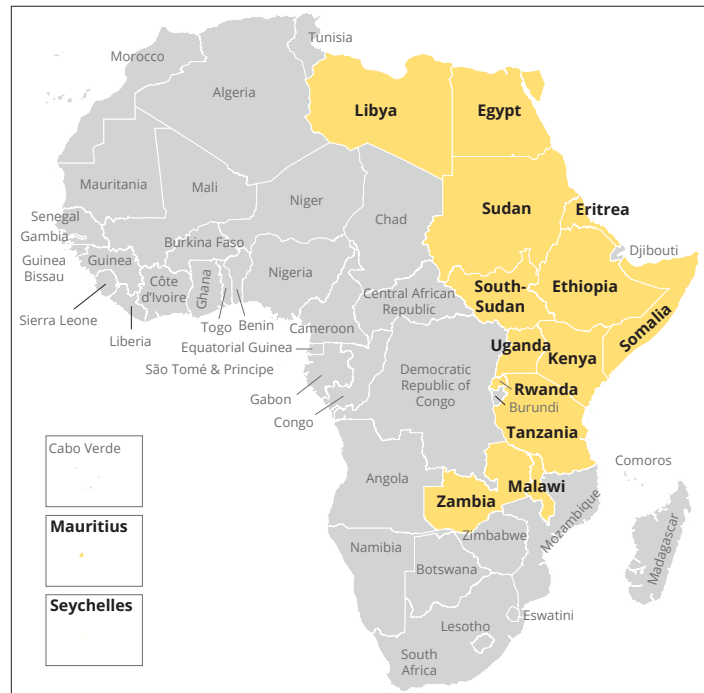 Tunisia
Morocco
Algeria
Libya
Egypt
Mauritania
Mali
Niger
Chad
Sudan
Eritrea
Senegal
Gambia
Guinea
Bissau
Guinea
Burkina Faso
Djibouti
Côte
d'Ivoire
Ghana
Nigeria
Central African
Republic
South-
Sudan
Ethiopia
Somalia
Sierra Leone
Liberia
Togo
Benin
Cameroon
Equatorial Guinea
São Tomé & Principe
Gabon
Congo
Democratic
Republic of
Congo
Uganda
Kenya
Rwanda
Burundi
Tanzania
Cabo Verde
Angola
Zambia
Malawi
Comoros
Mozambique
Madagascar
Mauritius
Namibia
Zimbabwe
Botswana
Seychelles
Lesotho
Eswatini
South
Africa